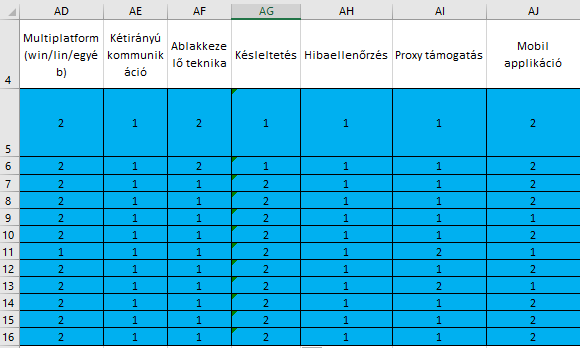 AD AE AF AG AH AI AJ
4 Multiplatform (win/lin/egyéb) Kétirányú kommunikáció Ablakkezelő teknika Késleltetés Hibaellenőrzés Proxy támogatás Mobil applikáció
5 2 1 2 1 1 1 2
6 2 1 2 1 1 1 2
7 2 1 1 2 1 1 2
8 2 1 1 2 1 1 2
9 2 1 1 2 1 1 1
10 2 1 1 2 1 1 2
11 1 1 1 2 1 2 1
12 2 1 1 2 1 1 2
13 2 1 1 2 1 2 1
14 2 1 1 2 1 1 2
15 2 1 1 2 1 1 2
16 2 1 1 2 1 1 2